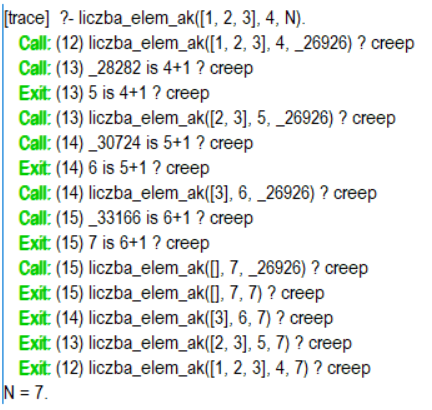 [trace]  ?- liczba_elem_ak([1, 2, 3], 4, N).
Call: (12) liczba_elem_ak([1, 2, 3], 4, _26926) ? creep
Call: (13) _28282 is 4+1 ? creep
Exit: (13) 5 is 4+1 ? creep
Call: (13) liczba_elem_ak([2, 3], 5, _26926) ? creep
Call: (14) _30724 is 5+1 ? creep
Exit: (14) 6 is 5+1 ? creep
Call: (14) liczba_elem_ak([3], 6, _26926) ? creep
Call: (15) _33166 is 6+1 ? creep
Exit: (15) 7 is 6+1 ? creep
Call: (15) liczba_elem_ak([], 7, _26926) ? creep
Exit: (15) liczba_elem_ak([], 7, 7) ? creep
Exit: (14) liczba_elem_ak([3], 6, 7) ? creep
Exit: (13) liczba_elem_ak([2, 3], 5, 7) ? creep
Exit: (12) liczba_elem_ak([1, 2, 3], 4, 7) ? creep
N = 7.